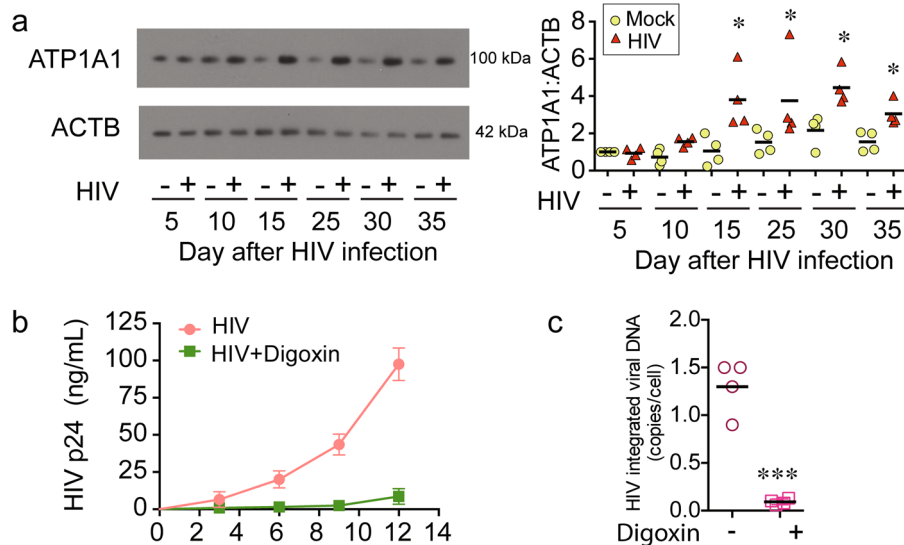 a
ATP1A1
100 kDa
ACTB
42 kDa
HIV
- + - + - + - + - + - +
5 10 15 25 30 35
Day after HIV infection
Mock
HIV
ATP1A1:ACTB
8
6
4
2
0
* * * *
HIV
- + - + - + - + - + - +
5 10 15 25 30 35
Day after HIV infection
b
HIV p24 (ng/mL)
125
100
75
50
25
0
HIV
HIV+Digoxin
0 2 4 6 8 10 12 14
c
HIV integrated viral DNA
(copies/cell)
2.0
1.5
1.0
0.5
0.0
***
Digoxin - +